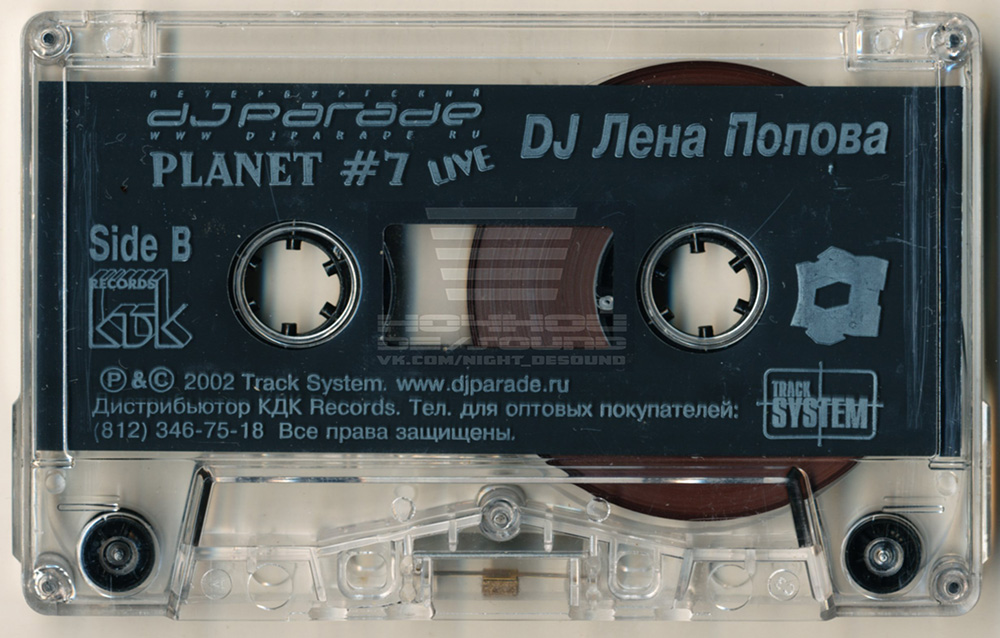 ПЕТЕРБУРГСКИЙ
DJ Parade
WWW DJPARADE RU
PLANET #7 LIVE
DJ Лена Попова
Side B
RECORDS
КДК
VK.COM/NIGHT_DESOUND
Ⓟ & © 2002 Track System. www.djparade.ru
Дистрибьютор КДК Records. Тел. для оптовых покупателей:
(812) 346-75-18 Все права защищены.
TRACK
SYSTEM